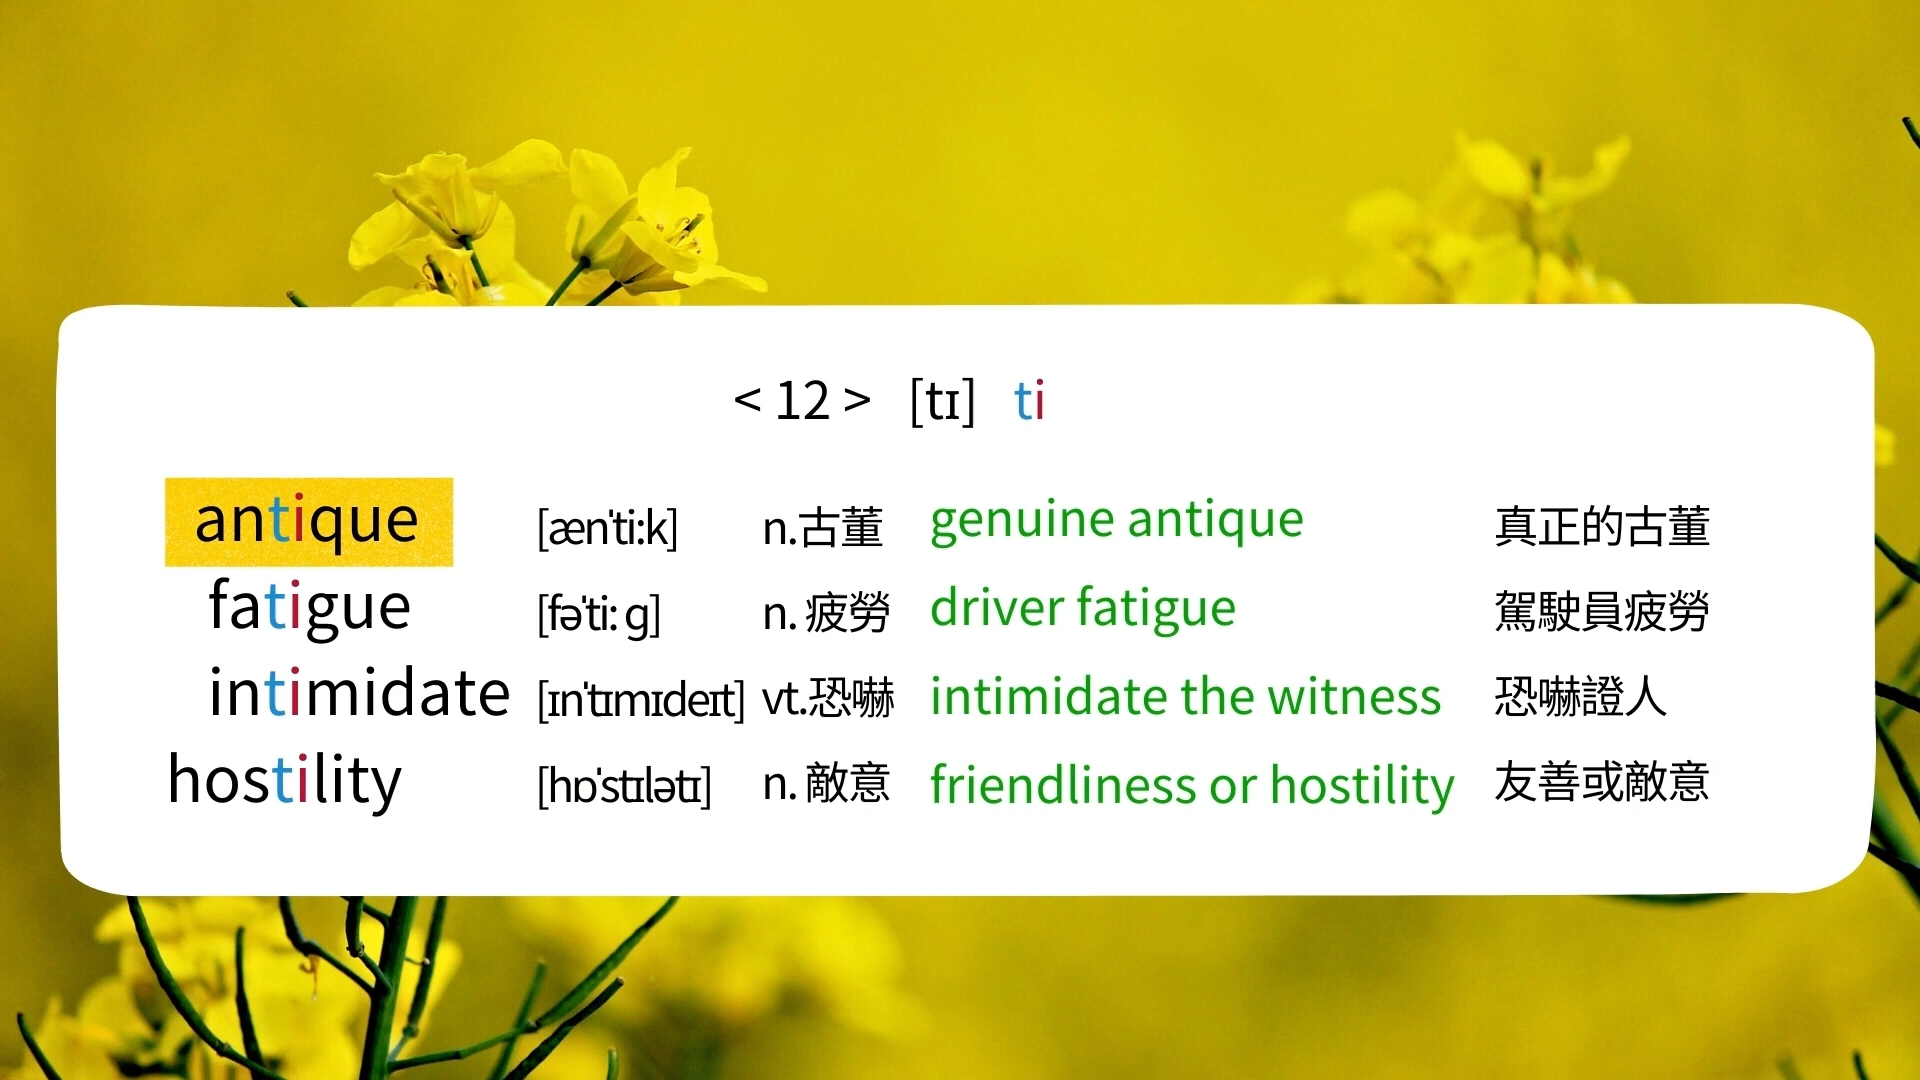 < 12 > [tɪ] ti
antique [æn'ti:k] n.古董 genuine antique 真正的古董
fatigue [fə'ti: g] n. 疲勞 driver fatigue 駕駛員疲勞
intimidate [ɪn'tɪmɪdeɪt] vt.恐嚇 intimidate the witness 恐嚇證人
hostility [hɒ'stɪlətɪ] n. 敵意 friendliness or hostility 友善或敵意